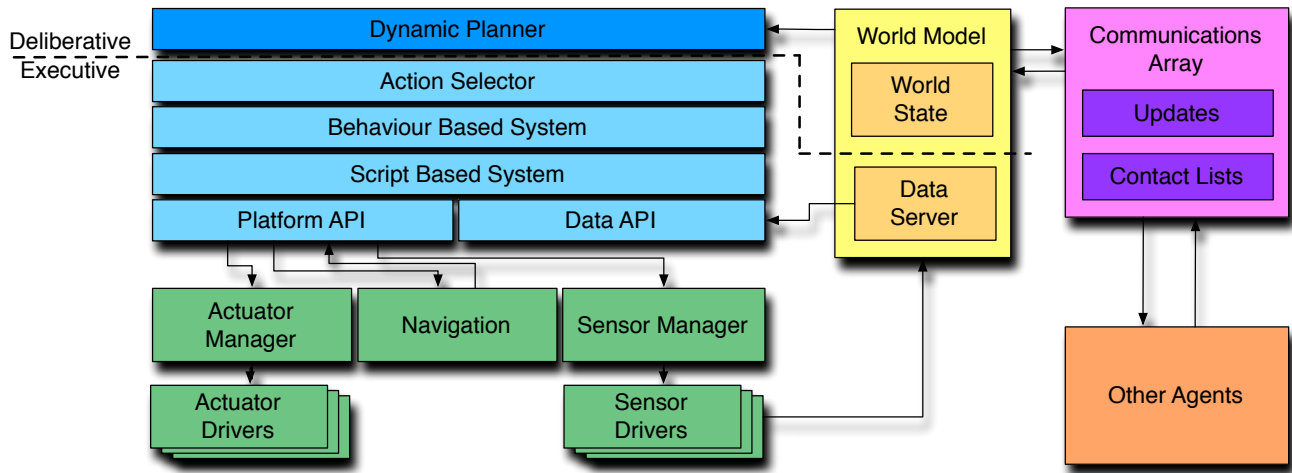 Deliberative
Executive
Dynamic Planner
Action Selector
Behaviour Based System
Script Based System
Platform API
Data API
World Model
World
State
Data
Server
Communications
Array
Updates
Contact Lists
Actuator
Manager
Navigation
Sensor Manager
Actuator
Drivers
Sensor
Drivers
Other Agents